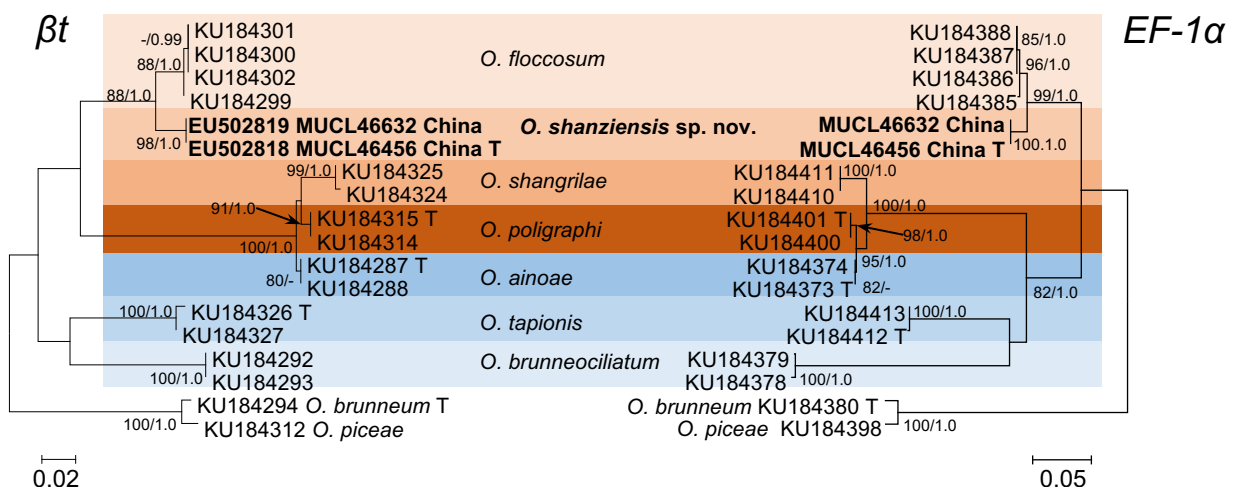 βt
EF-1α
-/0.99
KU184301
KU184300
88/1.0
KU184302
KU184299
88/1.0
EU502819 MUCL46632 China
98/1.0
EU502818 MUCL46456 China T
99/1.0
KU184325
KU184324
91/1.0
KU184315 T
KU184314
100/1.0
KU184287 T
80/-
KU184288
100/1.0
KU184326 T
KU184327
KU184292
100/1.0
KU184293
KU184294 O. brunneum T
100/1.0
KU184312 O. piceae
0.02
O. floccosum
O. shanziensis sp. nov.
O. shangrilae
O. poligraphi
O. ainoae
O. tapionis
O. brunneociliatum
KU184388
85/1.0
KU184387
96/1.0
KU184386
KU184385
99/1.0
MUCL46632 China
MUCL46456 China T
100.1.0
KU184411
100/1.0
KU184410
100/1.0
KU184401 T
98/1.0
KU184400
KU184374
95/1.0
KU184373 T
82/-
82/1.0
KU184413
100/1.0
KU184412 T
KU184379
KU184378
100/1.0
O. brunneum KU184380 T
O. piceae KU184398
100/1.0
0.05